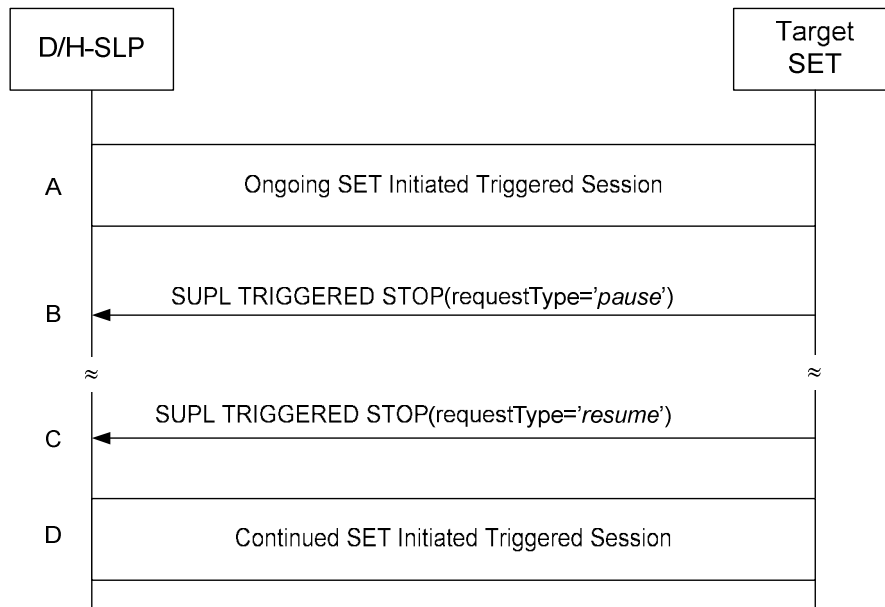 D/H-SLP
Target
SET
A
Ongoing SET Initiated Triggered Session
SUPL TRIGGERED STOP(requestType=’pause’)
B
≈ ≈
SUPL TRIGGERED STOP(requestType=’resume’)
C
D
Continued SET Initiated Triggered Session